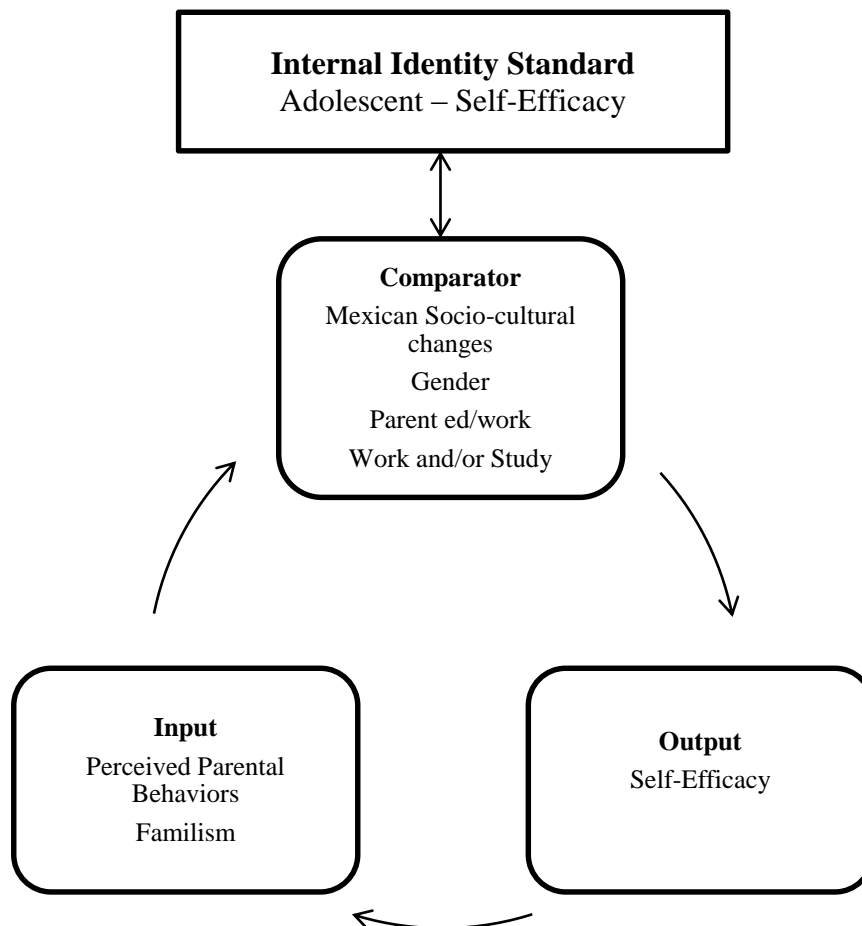 Internal Identity Standard
Adolescent – Self-Efficacy
Comparator
Mexican Socio-cultural
changes
Gender
Parent ed/work
Work and/or Study
Input
Perceived Parental
Behaviors
Familism
Output
Self-Efficacy